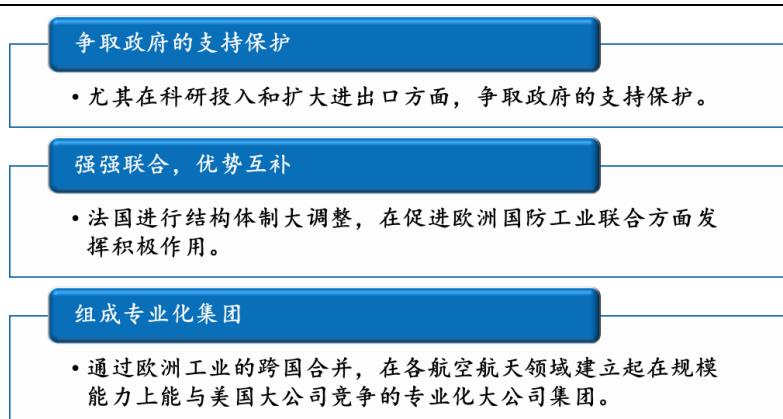 争取政府的支持保护
•尤其在科研投入和扩大进出口方面，争取政府的支持保护。
强强联合，优势互补
•法国进行结构体制大调整，在促进欧洲国防工业联合方面发
挥积极作用。
组成专业化集团
•通过欧洲工业的跨国合并，在各航空航天领域建立起在规模
能力上能与美国大公司竞争的专业化大公司集团。